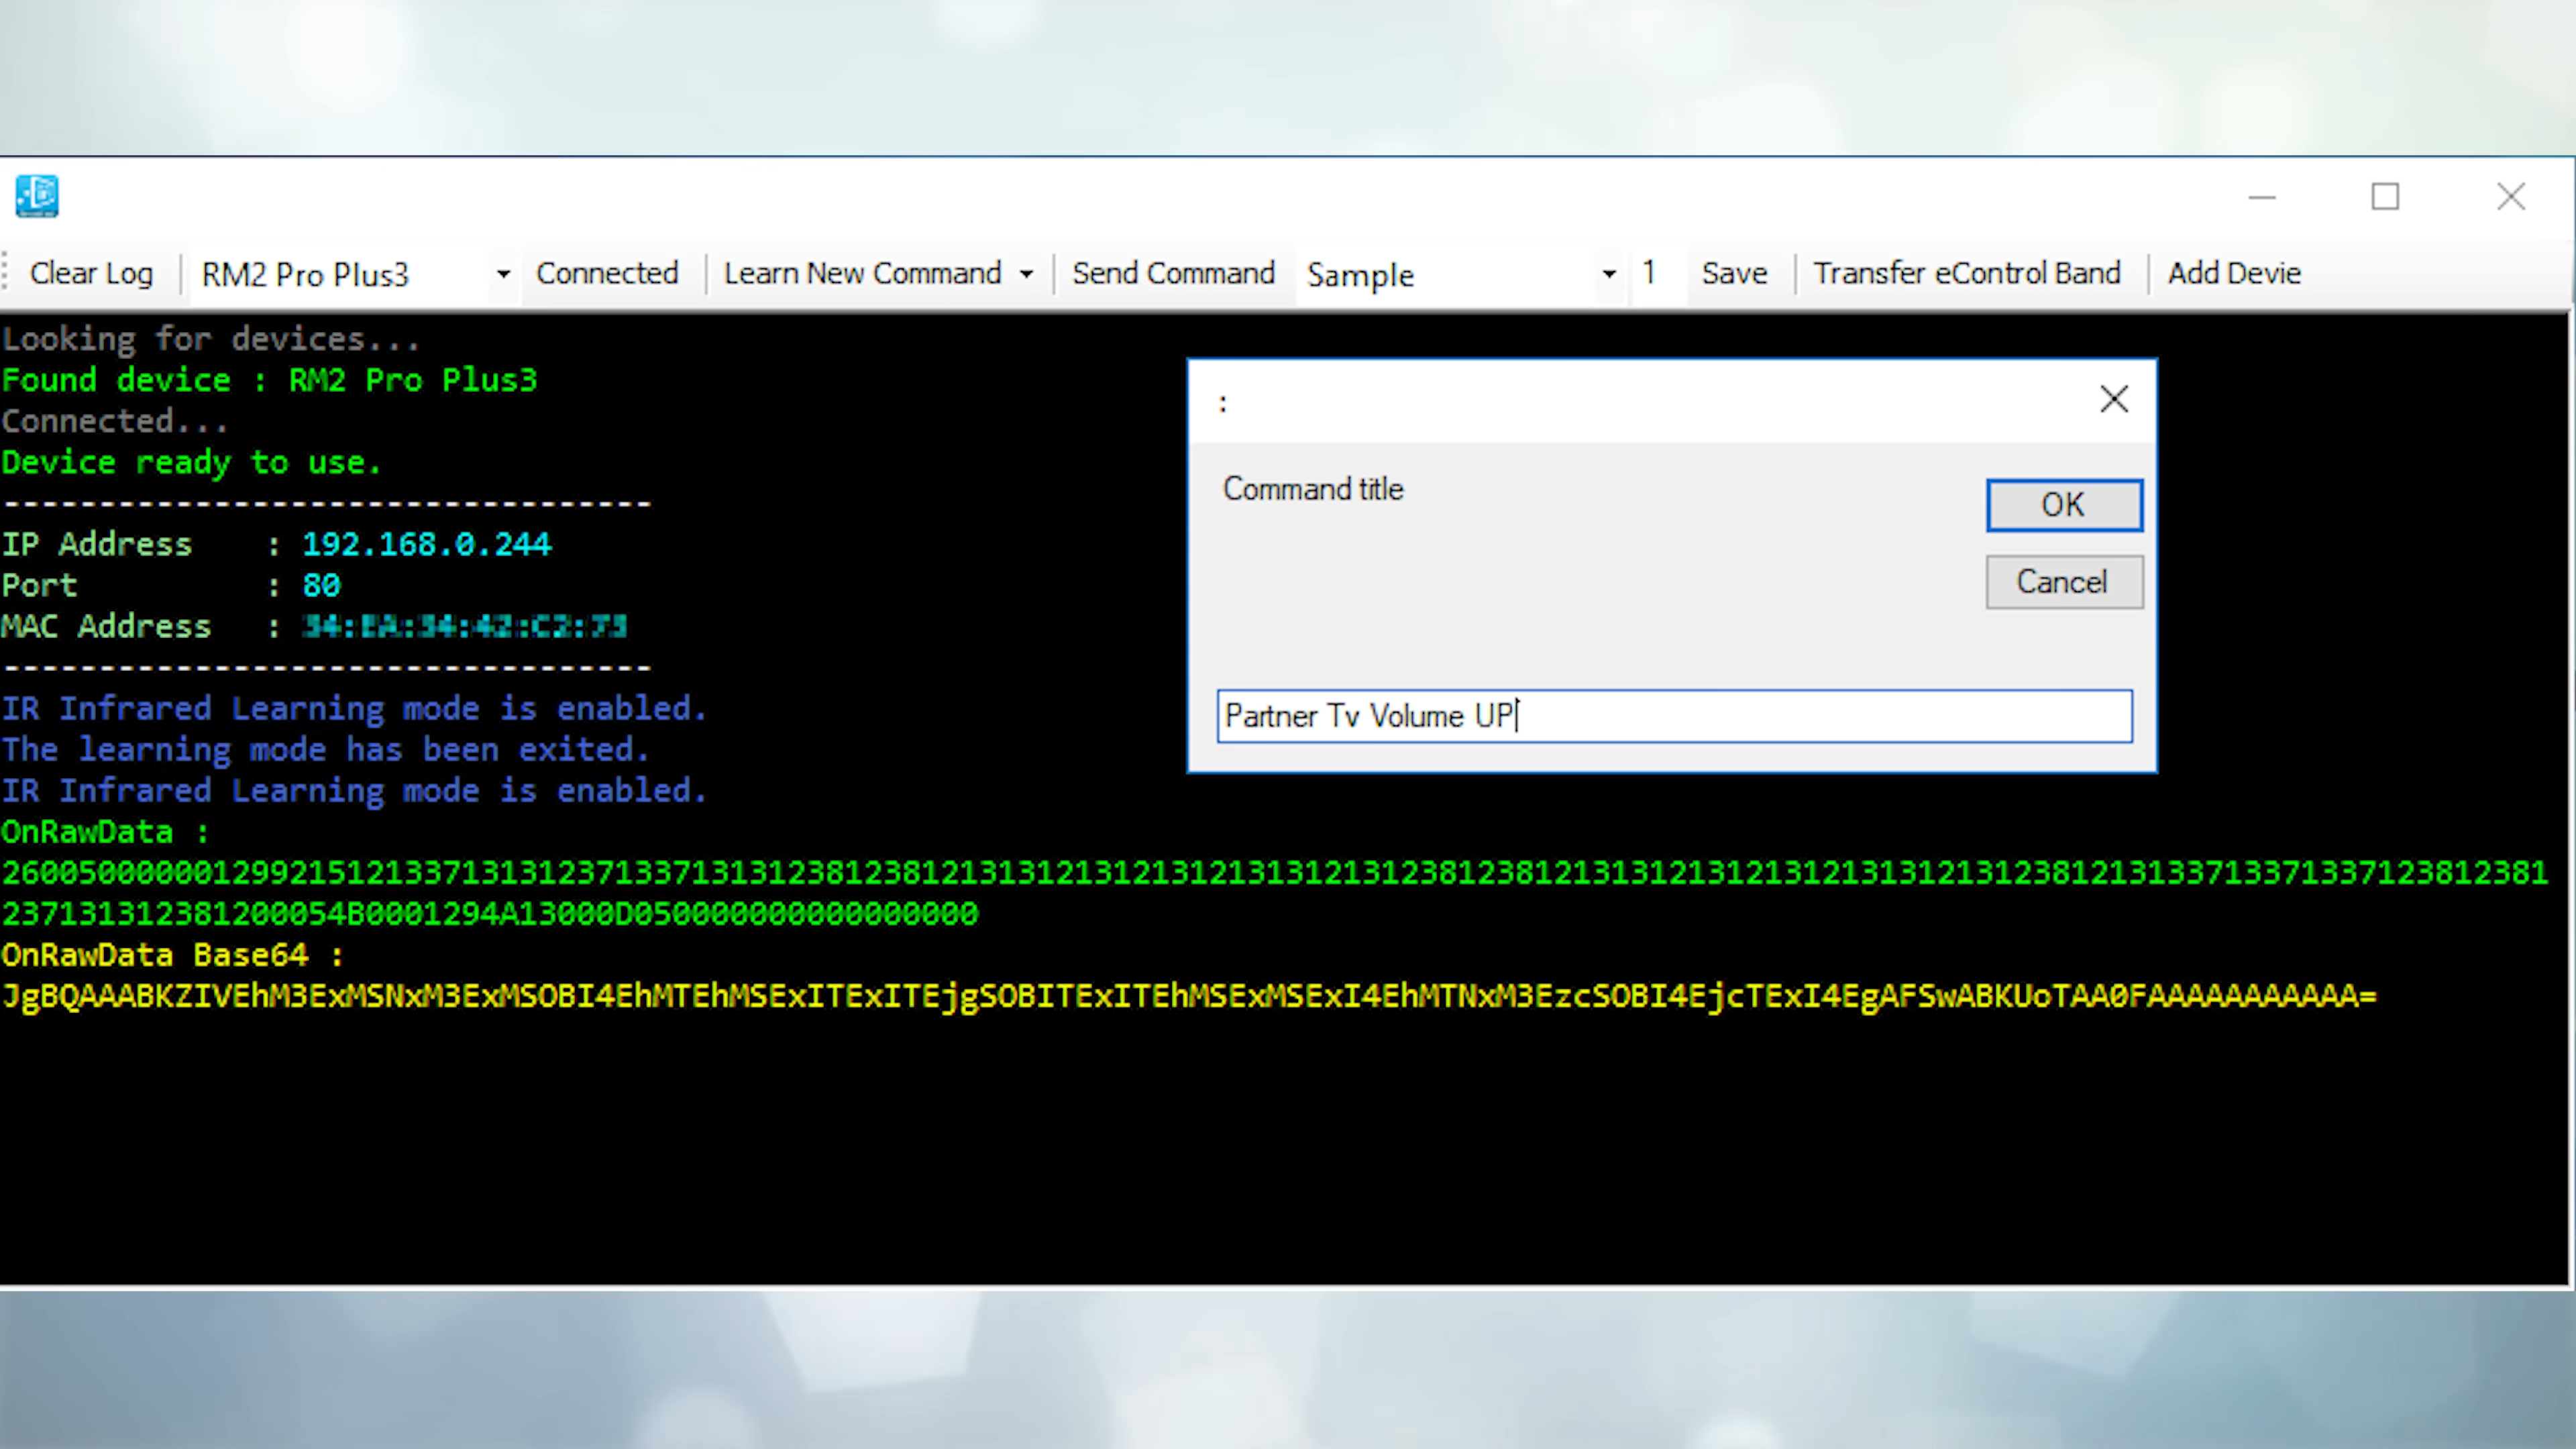 Clear Log RM2 Pro Plus3 Connected Learn New Command Send Command Sample 1 Save Transfer eControl Band Add Devie
Looking for devices...
Found device : RM2 Pro Plus3
Connected...
Device ready to use.
----------------------------------
IP Address : 192.168.0.244
Port : 80
MAC Address :
----------------------------------
IR Infrared Learning mode is enabled.
The learning mode has been exited.
IR Infrared Learning mode is enabled.
OnRawData :
2600500000012992151213371313123713371313123812381213131213121312131312131238123812131312131213121313121312381213133713371337123812381
237131312381200054B0001294A13000D050000000000000000
OnRawData Base64 :
JgBQAAABKZIVEhM3ExMSNxM3ExMSOBI4EhMTEhMSExITExITEjgSOBITExITEhMSExMSExI4EhMTNxM3EzcSOBI4EjcTExI4EgAFSwABKUoTAA0FAAAAAAAAAAA=
:
Command title
OK
Cancel
Partner Tv Volume UP